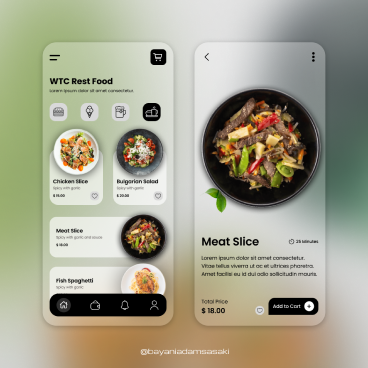 WTC Rest Food
Lorem ipsum dolor sit amet consectetur.
Chicken Slice
Spicy with garlic
$ 15.00
Bulgarian Salad
Spicy with garlic
$ 20.00
Meat Slice
Spicy with garlic and sauce
$ 18.00
Fish Spaghetti
Spicy with garlic
Meat Slice
25 Minutes
Lorem ipsum dolor sit amet consectetur.
Vitae tellus viverra ut ac et ultrices pharetra.
Amet facilisi eu id dui odio sollicitudin mauris.
Total Price
$ 18.00
Add to Cart
@bayaniadamsasaki